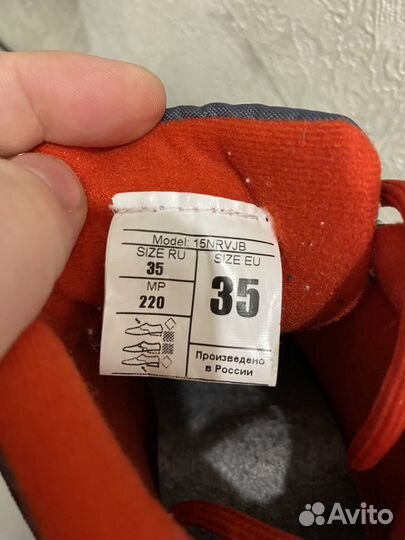 Model: 15NRVJB
SIZE RU
35
MP
220
SIZE EU
35
Произведено
в России
Avito